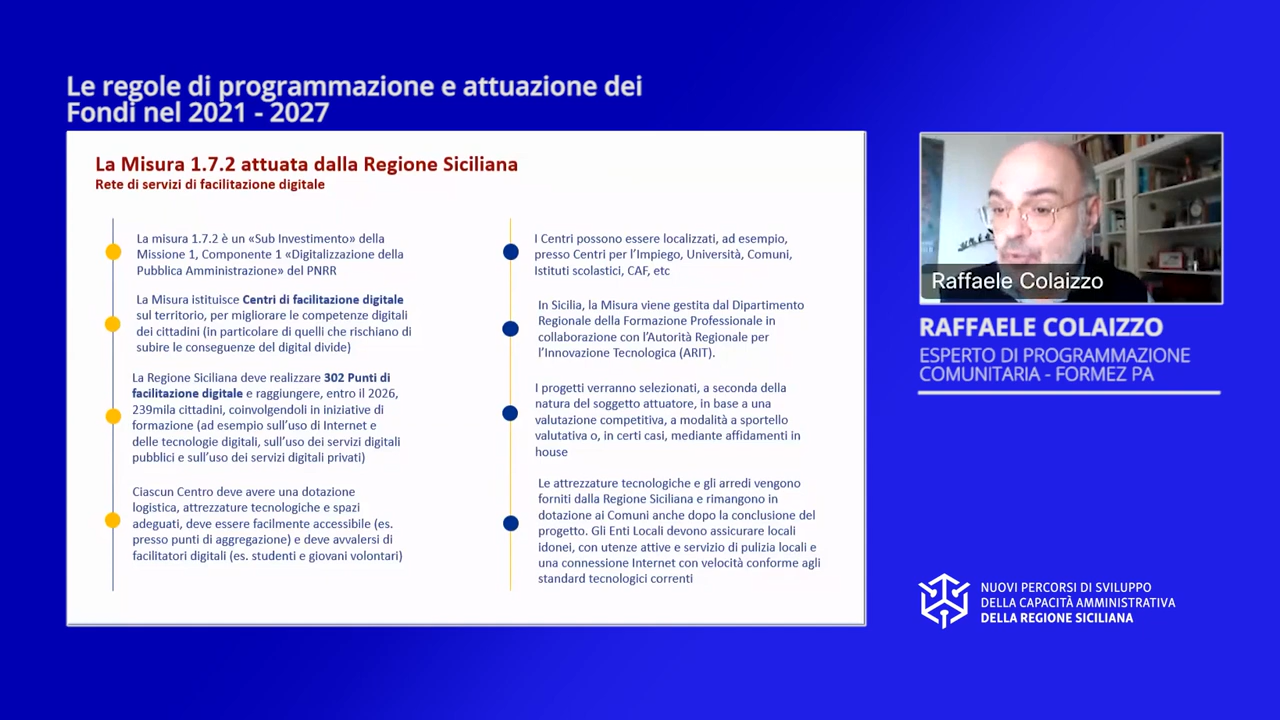 Le regole di programmazione e attuazione dei
Fondi nel 2021 - 2027
La Misura 1.7.2 attuata dalla Regione Siciliana
Rete di servizi di facilitazione digitale
La misura 1.7.2 è un «Sub Investimento» della
Missione 1, Componente 1 «Digitalizzazione della
Pubblica Amministrazione» del PNRR
La Misura istituisce Centri di facilitazione digitale
sul territorio, per migliorare le competenze digitali
dei cittadini (in particolare di quelli che rischiano di
subire le conseguenze del digital divide)
La Regione Siciliana deve realizzare 302 Punti di
facilitazione digitale e raggiungere, entro il 2026,
239mila cittadini, coinvolgendoli in iniziative di
formazione (ad esempio sull'uso di Internet e
delle tecnologie digitali, sull'uso dei servizi digitali
pubblici e sull'uso dei servizi digitali privati)
Ciascun Centro deve avere una dotazione
logistica, attrezzature tecnologiche e spazi
adeguati, deve essere facilmente accessibile (es.
presso punti di aggregazione) e deve avvalersi di
facilitatori digitali (es. studenti e giovani volontari)
I Centri possono essere localizzati, ad esempio,
presso Centri per l'Impiego, Università, Comuni,
Istituti scolastici, CAF, etc
In Sicilia, la Misura viene gestita dal Dipartimento
Regionale della Formazione Professionale in
collaborazione con l'Autorità Regionale per
l'Innovazione Tecnologica (ARIT).
I progetti verranno selezionati, a seconda della
natura del soggetto attuatore, in base a una
valutazione competitiva, a modalità a sportello
valutativa o, in certi casi, mediante affidamenti in
house
Le attrezzature tecnologiche e gli arredi vengono
forniti dalla Regione Siciliana e rimangono in
dotazione ai Comuni anche dopo la conclusione del
progetto. Gli Enti Locali devono assicurare locali
idonei, con utenze attive e servizio di pulizia locali e
una connessione Internet con velocità conforme agli
standard tecnologici correnti
Raffaele Colaizzo
RAFFAELE COLAIZZO
ESPERTO DI PROGRAMMAZIONE
COMUNITARIA - FORMEZ PA
NUOVI PERCORSI DI SVILUPPO
DELLA CAPACITÀ AMMINISTRATIVA
DELLA REGIONE SICILIANA